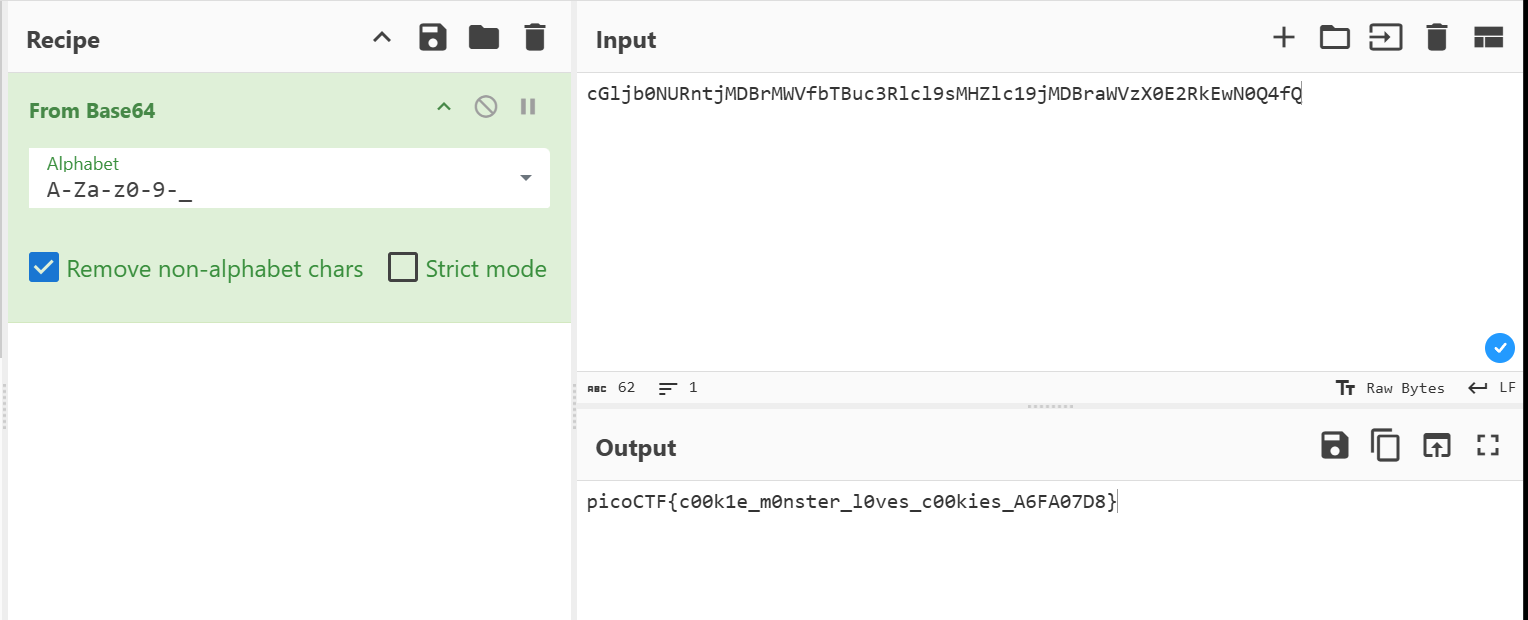 Recipe
From Base64
Alphabet
A-Za-z0-9-_
Remove non-alphabet chars
Strict mode
Input
cGljb0NURntjMDBrMWVfbTBuc3Rlcl9sMHZlc19jMDBraWVzX0E2RkEwN0Q4fQ
ABC 62 1
Tт Raw Bytes LF
Output
picoCTF{c00k1e_m0nster_l0ves_c00kies_A6FA07D8}